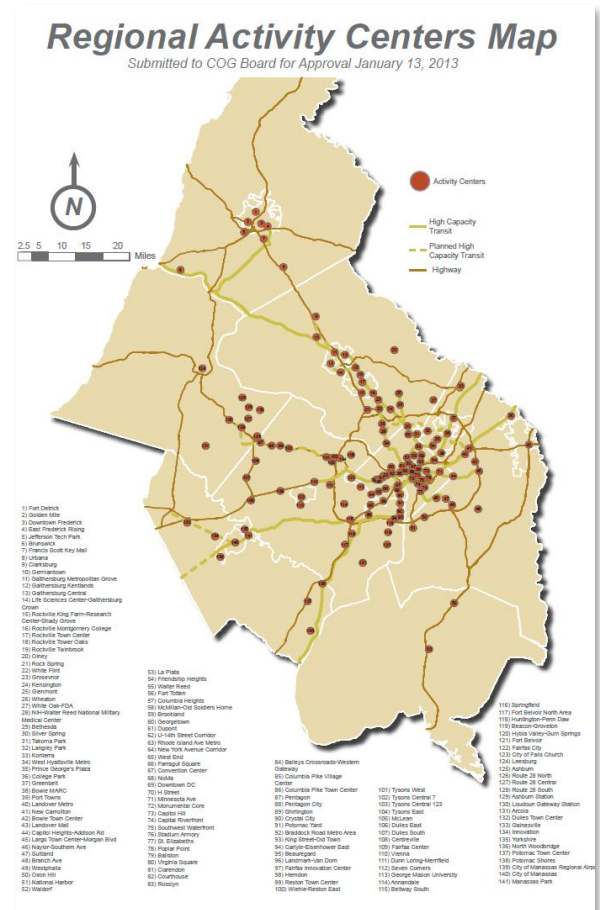 Regional Activity Centers Map
Submitted to COG Board for Approval January 13, 2013
Activity Centers
High Capacity
Transit
Planned High
Capacity Transit
Highway
N
2.5 5 10 15 20
Miles
1) Fort Detrick
2) Golden Mile
3) Downtown Frederick
4) East Frederick Rising
5) Jefferson Tech Park
6) Brunswick
7) Francis Scott Key Mall
8) Urbana
9) Clarksburg
10) Germantown
11) Gaithersburg Metropolitan Grove
12) Gaithersburg Kentlands
13) Gaithersburg Central
14) Life Sciences Center-Gaithersburg
Crown
15) Rockville King Farm-Research
Center-Shady Grove
16) Rockville Montgomery College
17) Rockville Town Center
18) Rockville Tower Oaks
19) Rockville Twinbrook
20) Olney
21) Rock Spring
22) White Flint
23) Grosvenor
24) Kensington
25) Glenmont
26) Wheaton
27) White Oak-FDA
28) NIH-Walter Reed National Military
Medical Center
29) Bethesda
30) Silver Spring
31) Takoma Park
32) Langley Park
33) Konterra
34) West Hyattsville Metro
35) Prince George's Plaza
36) College Park
37) Greenbelt
38) Bowie MARC
39) Port Towns
40) Landover Metro
41) New Carrollton
42) Bowie Town Center
43) Landover Mall
44) Capitol Heights-Addison Rd
45) Largo Town Center-Morgan Blvd
46) Naylor-Southern Ave
47) Suitland
48) Branch Ave
49) Westphalia
50) Oxon Hill
51) National Harbor
52) Waldorf
53) La Plata
54) Friendship Heights
55) Walter Reed
56) Fort Totten
57) Columbia Heights
58) McMillan-Old Soldiers Home
59) Brookland
60) Georgetown
61) Dupont
62) U-14th Street Corridor
63) Rhode Island Ave Metro
64) New York Avenue Corridor
65) West End
66) Farragut Square
67) Convention Center
68) NoMa
69) Downtown DC
70) H Street
71) Minnesota Ave
72) Monumental Core
73) Capitol Hill
74) Capital Riverfront
75) Southwest Waterfront
76) Stadium Armory
77) St. Elizabeths
78) Poplar Point
79) Ballston
80) Virginia Square
81) Clarendon
82) Courthouse
83) Rosslyn
84) Baileys Crossroads-Western
Gateway
85) Columbia Pike Village
Center
86) Columbia Pike Town Center
87) Pentagon
88) Pentagon City
89) Shirlington
90) Crystal City
91) Potomac Yard
92) Braddock Road Metro Area
93) King Street-Old Town
94) Carlyle-Eisenhower East
95) Beauregard
96) Landmark-Van Dorn
97) Fairfax Innovation Center
98) Herndon
99) Reston Town Center
100) Wiehle-Reston East
101) Tysons West
102) Tysons Central 7
103) Tysons Central 123
104) Tysons East
105) McLean
106) Dulles East
107) Dulles South
108) Centreville
109) Fairfax Center
110) Vienna
111) Dunn Loring-Merrifield
112) Seven Corners
113) George Mason University
114) Annandale
115) Beltway South
116) Springfield
117) Fort Belvoir North Area
118) Huntington-Penn Daw
119) Beacon-Groveton
120) Hybla Valley-Gum Springs
121) Fort Belvoir
122) Fairfax City
123) City of Falls Church
124) Leesburg
125) Ashburn
126) Route 28 North
127) Route 28 Central
128) Route 28 South
129) Ashburn Station
130) Loudoun Gateway Station
131) Arcola
132) Dulles Town Center
133) Gainesville
134) Innovation
135) Yorkshire
136) North Woodbridge
137) Potomac Town Center
138) Potomac Shores
139) City of Manassas Regional Airport
140) City of Manassas
141) Manassas Park